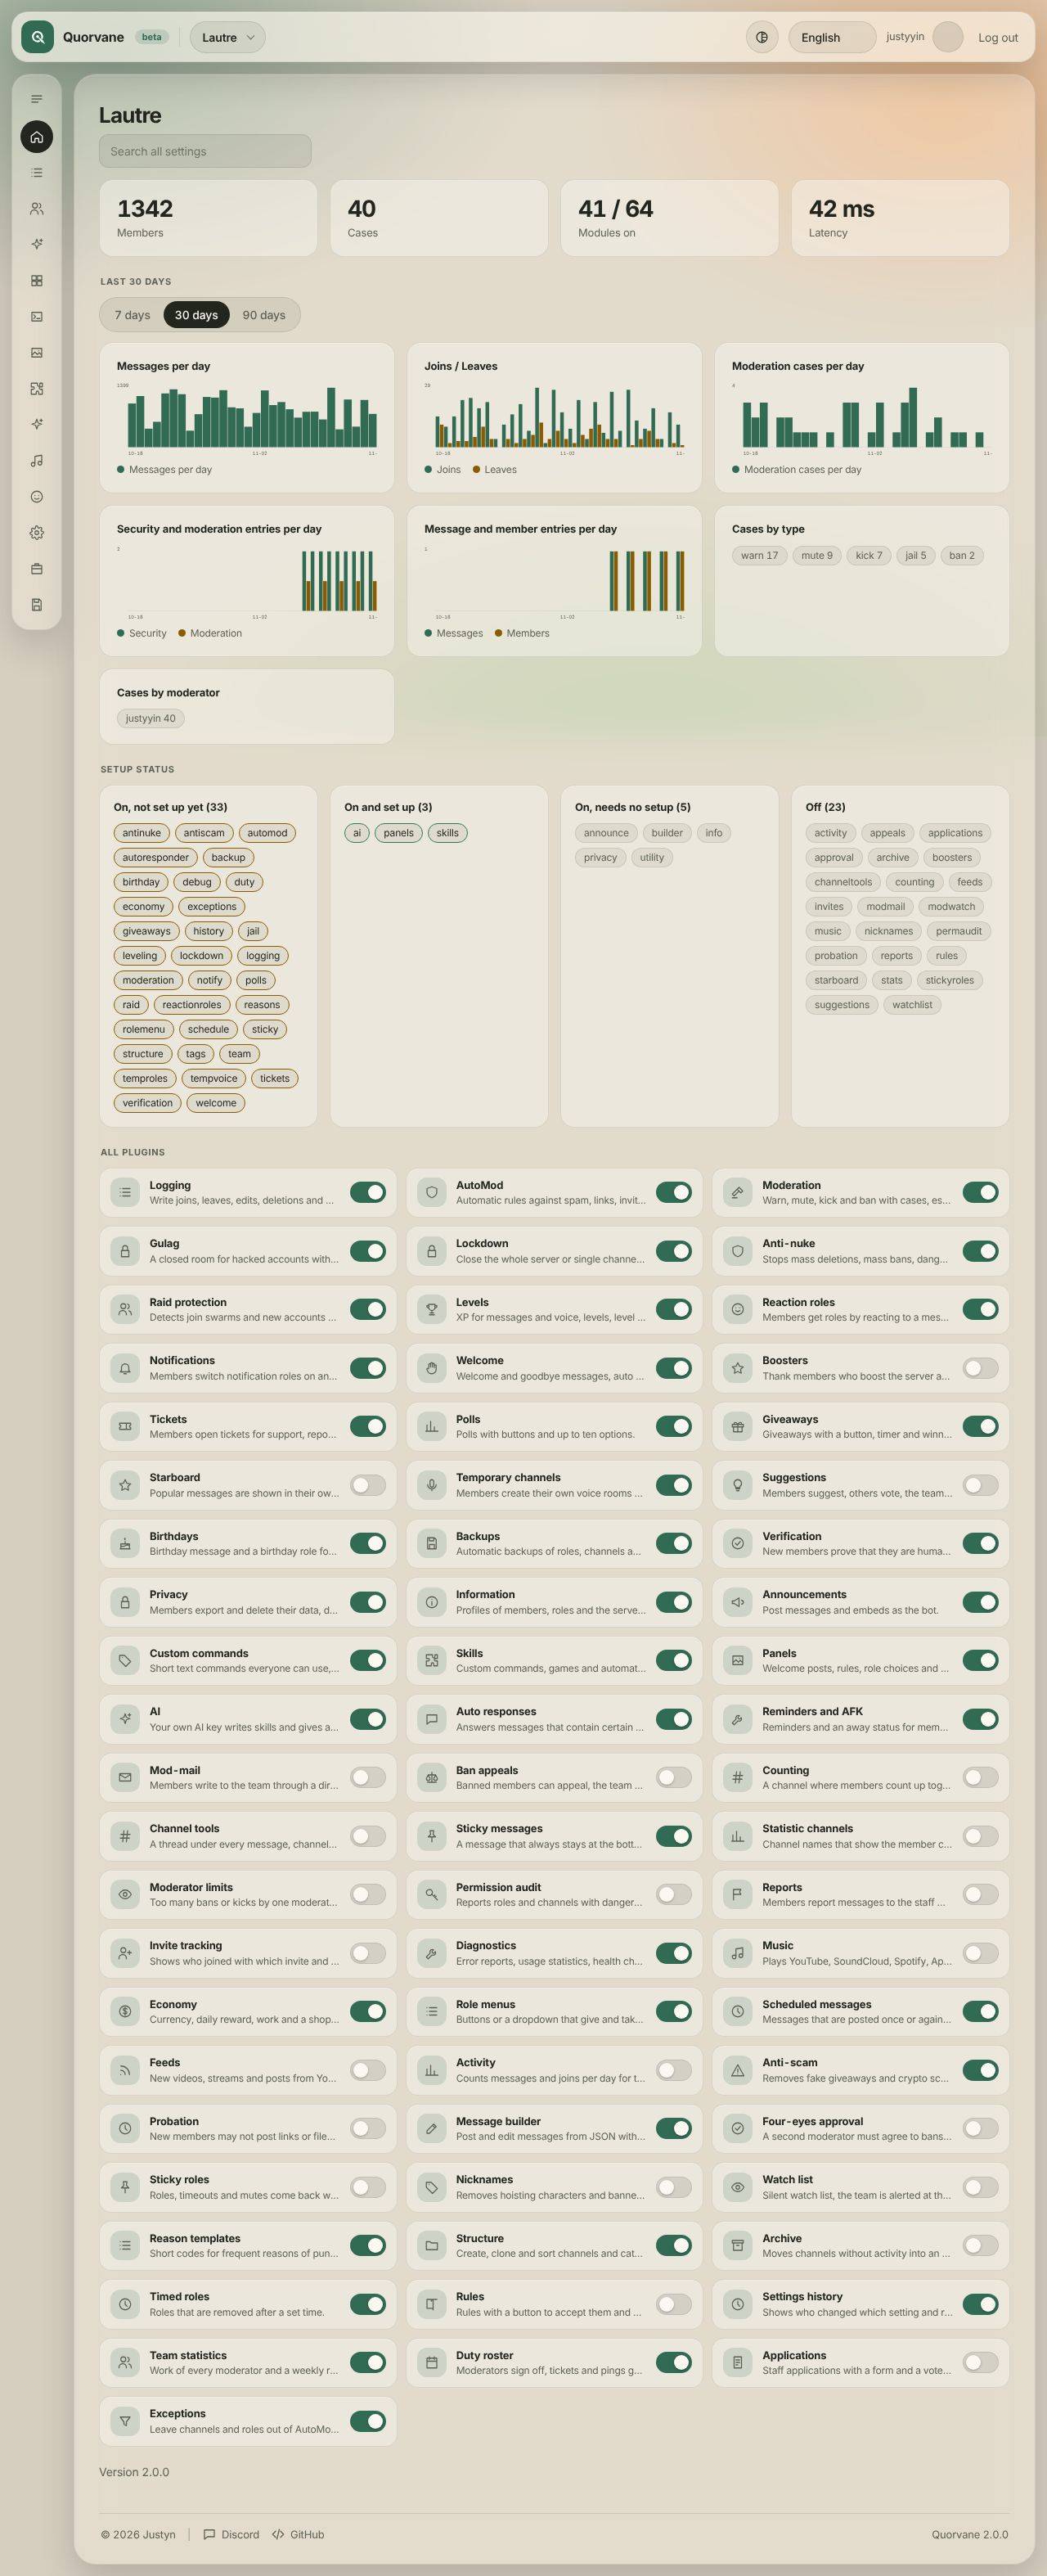 Quorvane beta Lautre English justyyin Log out
Lautre
Search all settings
1342
Members
40
Cases
41 / 64
Modules on
42 ms
Latency
LAST 30 DAYS
7 days 30 days 90 days
Messages per day
10-18 11-02 11-
Messages per day
Joins / Leaves
10-18 11-02 11-
Joins Leaves
Moderation cases per day
4
10-18 11-02 11-
Moderation cases per day
Security and moderation entries per day
10-18 11-02 11-
Security Moderation
Message and member entries per day
1
10-18 11-02 11-
Messages Members
Cases by type
warn 17 mute 9 kick 7 jail 5 ban 2
Cases by moderator
justyyin 40
SETUP STATUS
On, not set up yet (33)
antinuke antiscam automod
autoresponder backup
birthday debug duty
economy exceptions
giveaways history jail
leveling lockdown logging
moderation notify polls
raid reactionroles reasons
rolemenu schedule sticky
structure tags team
temproles tempvoice tickets
verification welcome
On and set up (3)
ai panels skills
On, needs no setup (5)
announce builder info
privacy utility
Off (23)
activity appeals applications
approval archive boosters
channeltools counting feeds
invites modmail modwatch
music nicknames permaudit
probation reports rules
starboard stats stickyroles
suggestions watchlist
ALL PLUGINS
Logging
Write joins, leaves, edits, deletions and ...
AutoMod
Automatic rules against spam, links, invit...
Moderation
Warn, mute, kick and ban with cases, es...
Gulag
A closed room for hacked accounts with...
Lockdown
Close the whole server or single channe...
Anti-nuke
Stops mass deletions, mass bans, dang...
Raid protection
Detects join swarms and new accounts ...
Levels
XP for messages and voice, levels, level ...
Reaction roles
Members get roles by reacting to a mes...
Notifications
Members switch notification roles on an...
Welcome
Welcome and goodbye messages, auto ...
Boosters
Thank members who boost the server a...
Tickets
Members open tickets for support, repo...
Polls
Polls with buttons and up to ten options.
Giveaways
Giveaways with a button, timer and winn...
Starboard
Popular messages are shown in their ow...
Temporary channels
Members create their own voice rooms ...
Suggestions
Members suggest, others vote, the team...
Birthdays
Birthday message and a birthday role fo...
Backups
Automatic backups of roles, channels a...
Verification
New members prove that they are huma...
Privacy
Members export and delete their data, d...
Information
Profiles of members, roles and the serve...
Announcements
Post messages and embeds as the bot.
Custom commands
Short text commands everyone can use,...
Skills
Custom commands, games and automat...
Panels
Welcome posts, rules, role choices and ...
AI
Your own AI key writes skills and gives a...
Auto responses
Answers messages that contain certain ...
Reminders and AFK
Reminders and an away status for mem...
Mod-mail
Members write to the team through a dir...
Ban appeals
Banned members can appeal, the team ...
Counting
A channel where members count up tog...
Channel tools
A thread under every message, channel...
Sticky messages
A message that always stays at the bott...
Statistic channels
Channel names that show the member c...
Moderator limits
Too many bans or kicks by one moderat...
Permission audit
Reports roles and channels with danger...
Reports
Members report messages to the staff ...
Invite tracking
Shows who joined with which invite and ...
Diagnostics
Error reports, usage statistics, health ch...
Music
Plays YouTube, SoundCloud, Spotify, Ap...
Economy
Currency, daily reward, work and a shop...
Role menus
Buttons or a dropdown that give and tak...
Scheduled messages
Messages that are posted once or again...
Feeds
New videos, streams and posts from Yo...
Activity
Counts messages and joins per day for t...
Anti-scam
Removes fake giveaways and crypto sc...
Probation
New members may not post links or file...
Message builder
Post and edit messages from JSON with...
Four-eyes approval
A second moderator must agree to bans...
Sticky roles
Roles, timeouts and mutes come back w...
Nicknames
Removes hoisting characters and banne...
Watch list
Silent watch list, the team is alerted at th...
Reason templates
Short codes for frequent reasons of pun...
Structure
Create, clone and sort channels and cat...
Archive
Moves channels without activity into an ...
Timed roles
Roles that are removed after a set time.
Rules
Rules with a button to accept them and ...
Settings history
Shows who changed which setting and r...
Team statistics
Work of every moderator and a weekly r...
Duty roster
Moderators sign off, tickets and pings g...
Applications
Staff applications with a form and a vote...
Exceptions
Leave channels and roles out of AutoMo...
Version 2.0.0
© 2026 Justyn Discord GitHub Quorvane 2.0.0